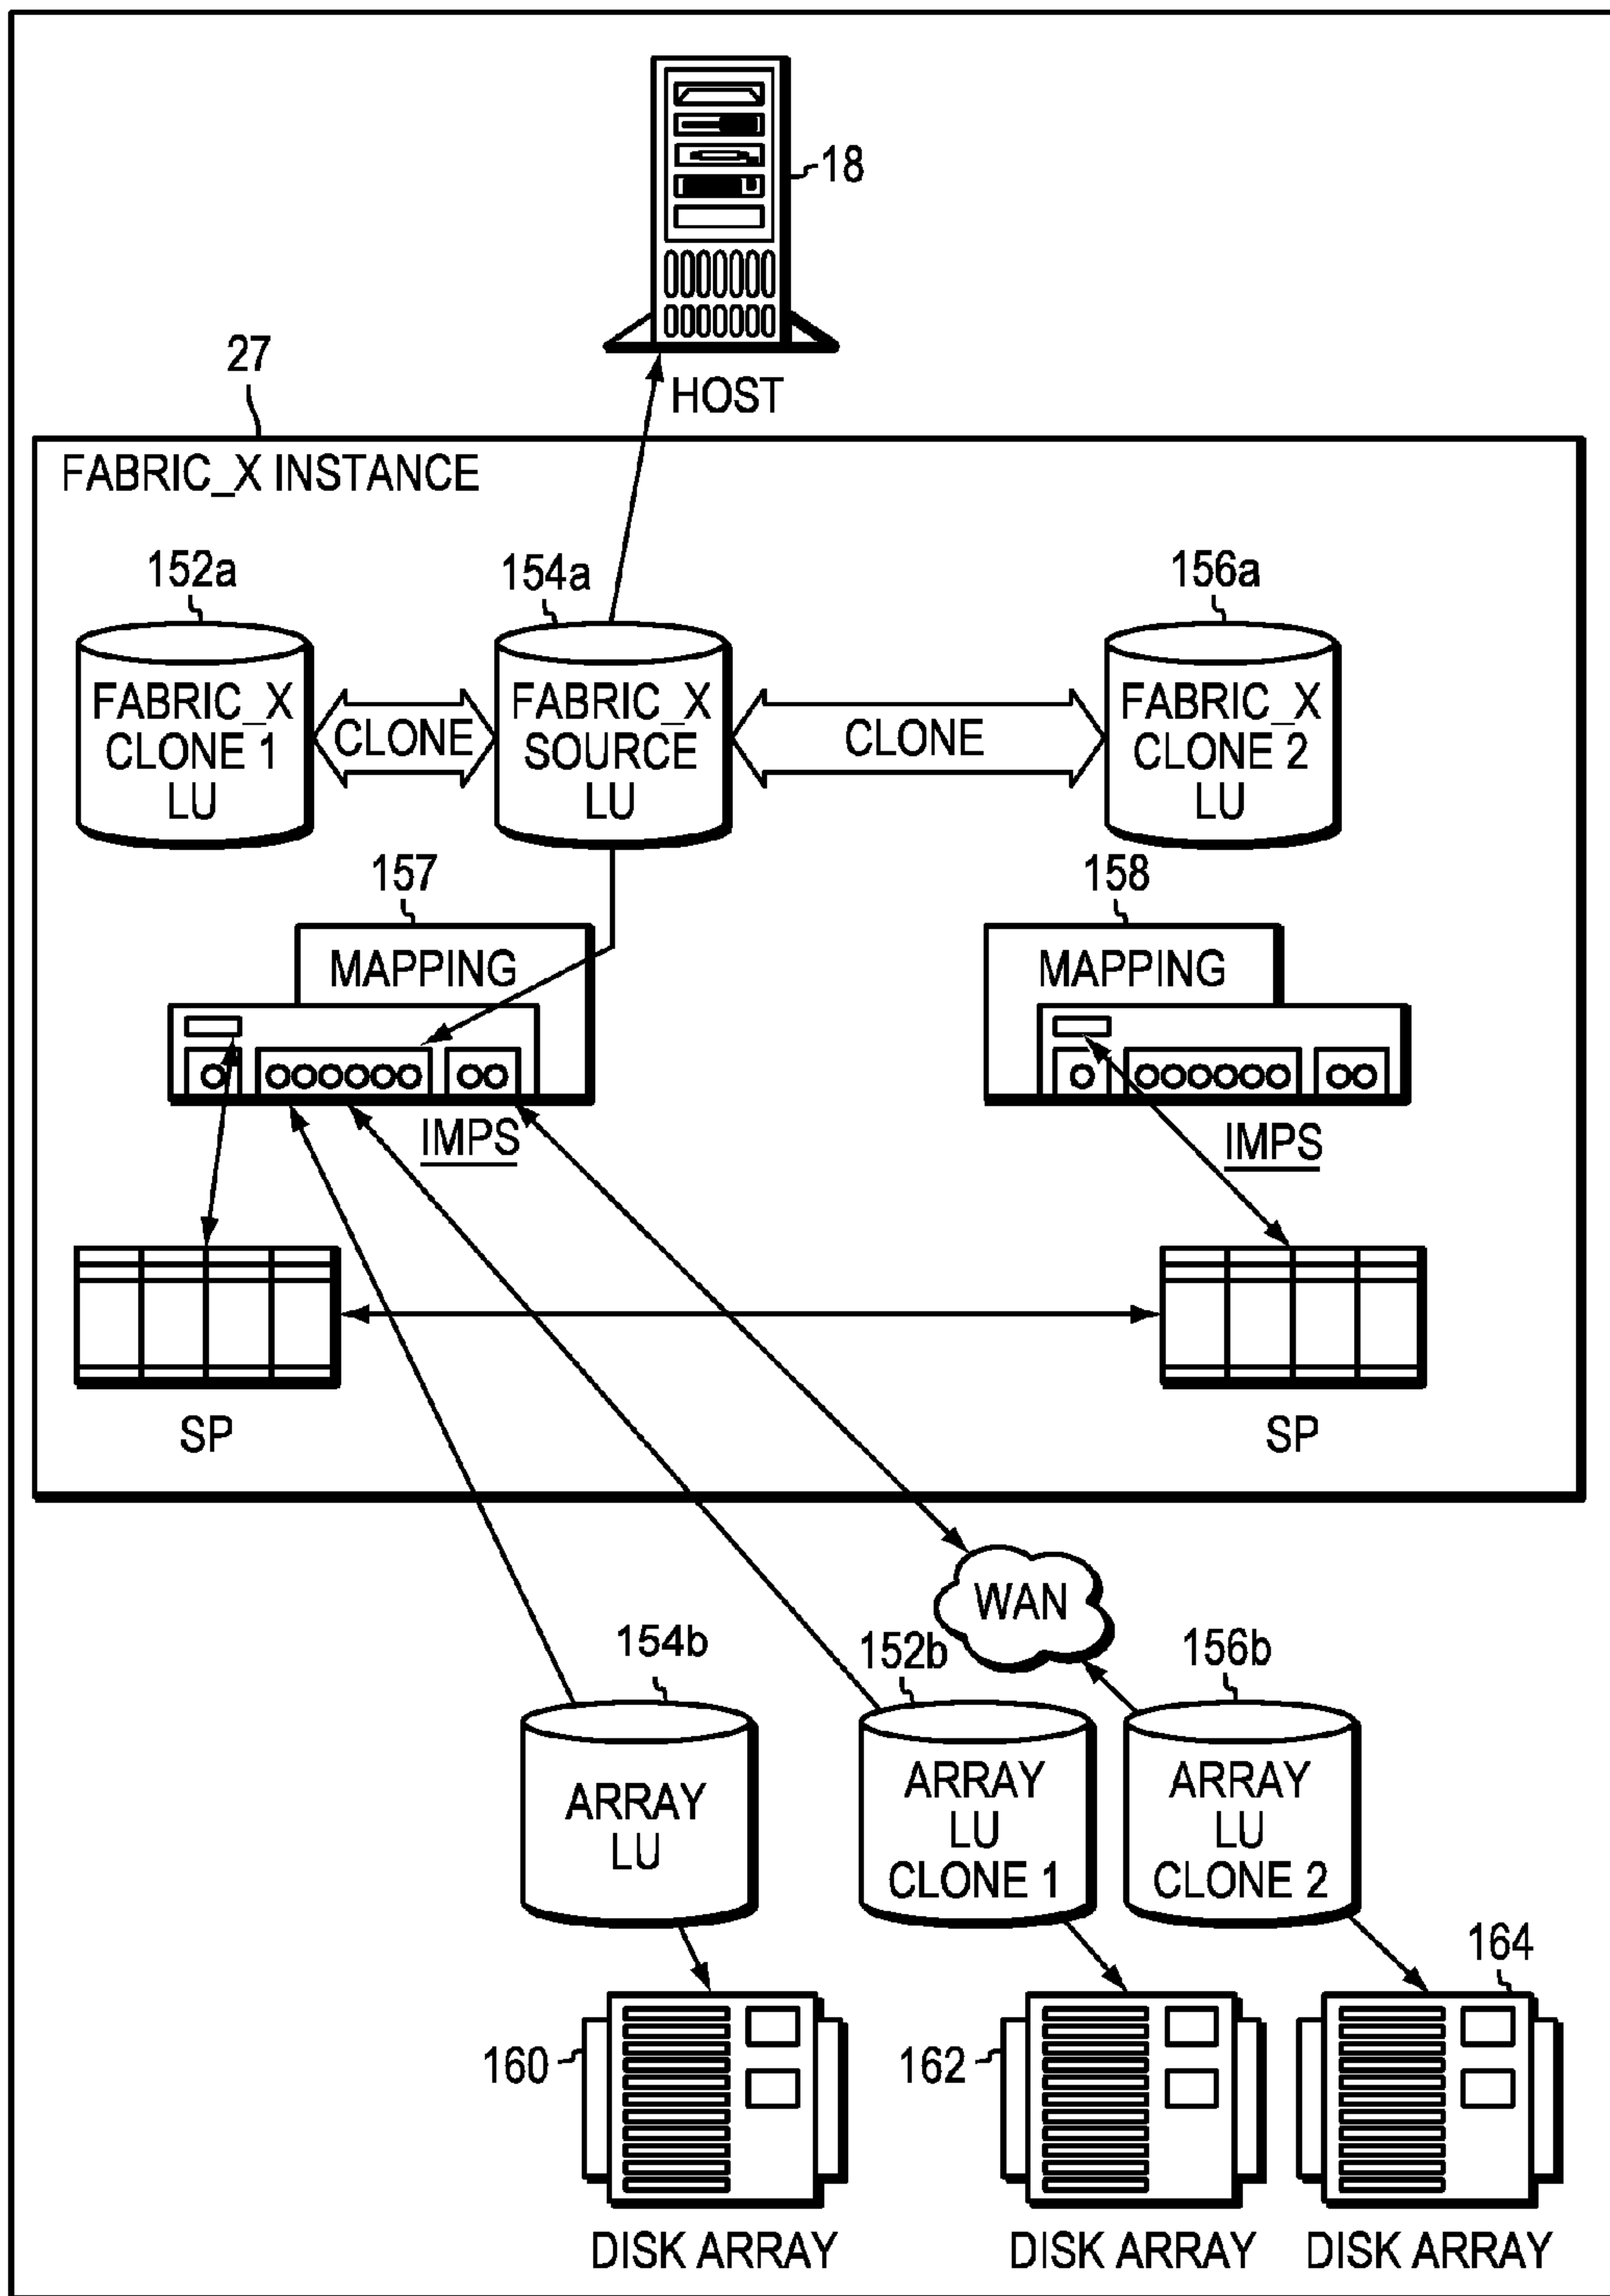 18
HOST
27
FABRIC_X INSTANCE
152a
154a
156a
FABRIC_X
CLONE 1
LU
CLONE
FABRIC_X
SOURCE
LU
CLONE
FABRIC_X
CLONE 2
LU
157
158
MAPPING
MAPPING
IMPS
IMPS
SP
SP
WAN
154b
152b
156b
ARRAY
LU
ARRAY
LU
CLONE 1
ARRAY
LU
CLONE 2
164
160
162
DISK ARRAY
DISK ARRAY
DISK ARRAY